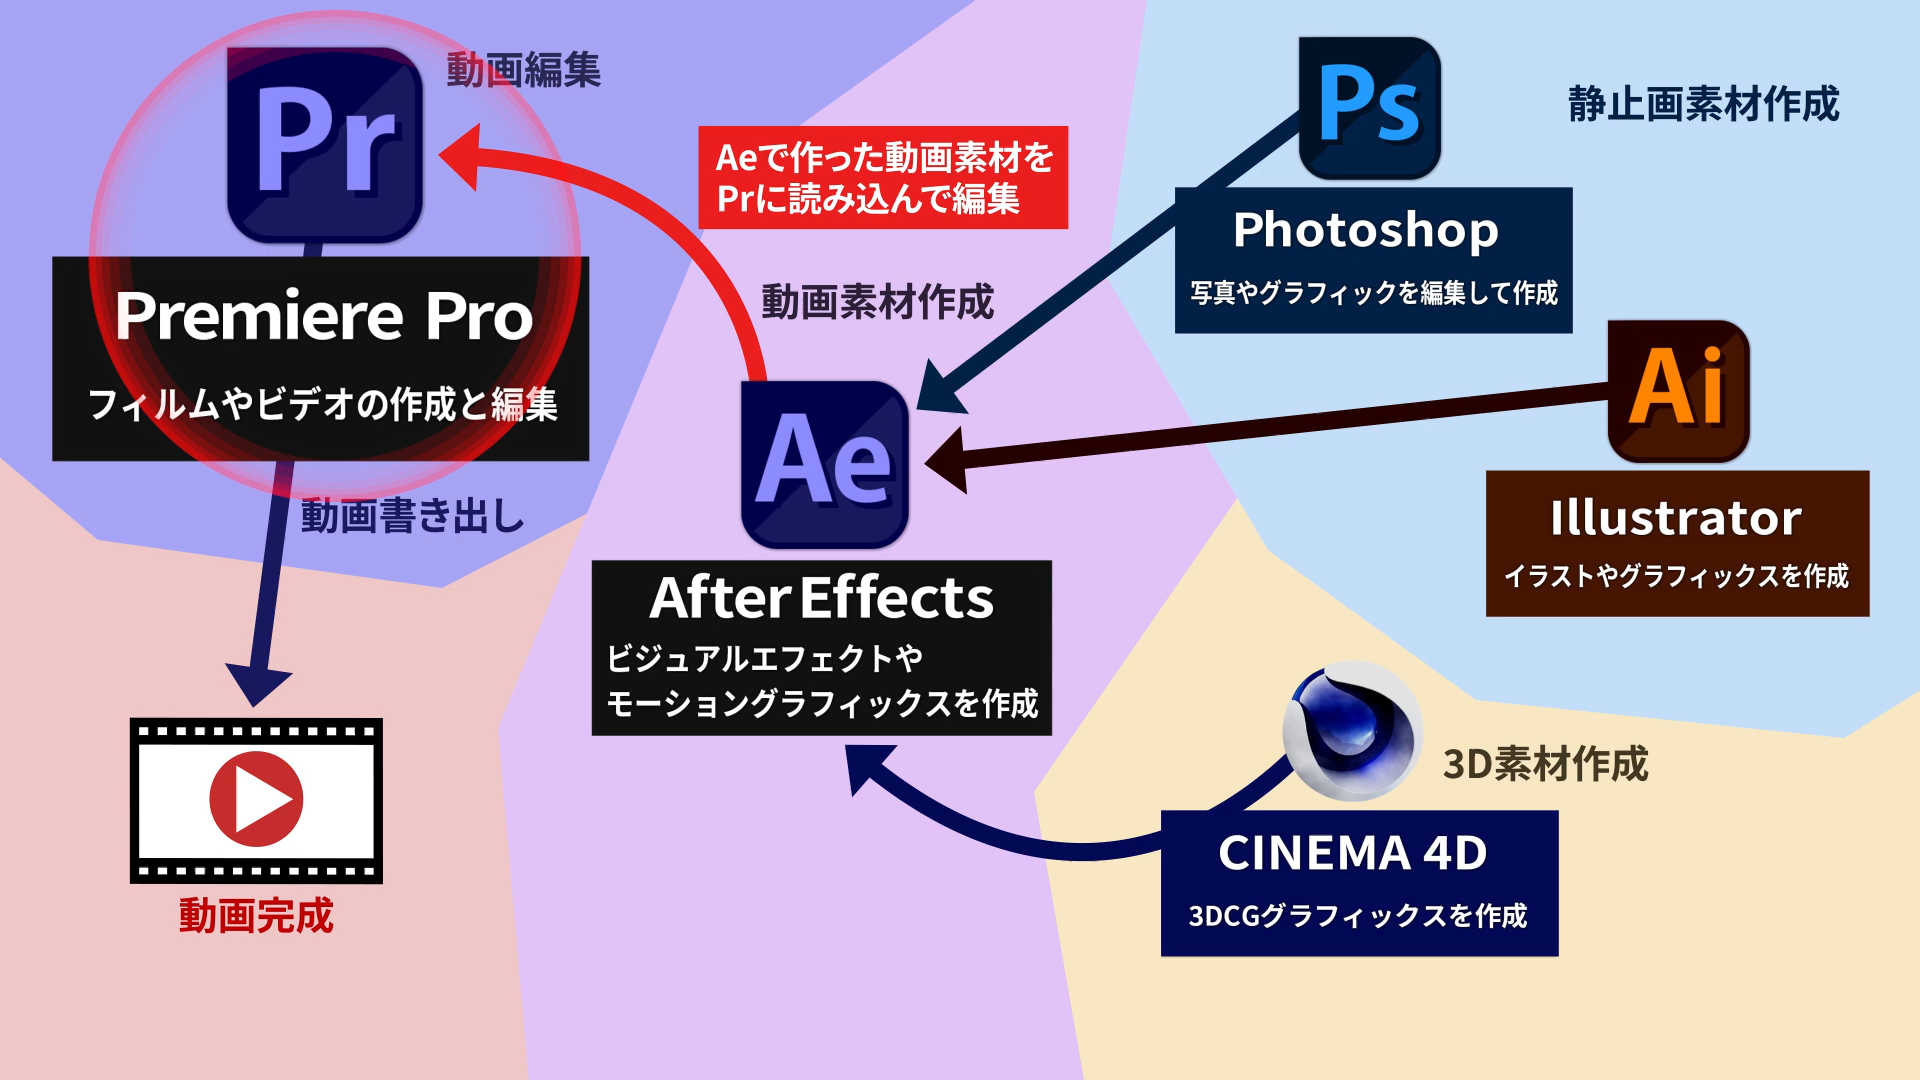 Pr
動画編集
Premiere Pro
フィルムやビデオの作成と編集
動画書き出し
動画完成
Aeで作った動画素材を
Prに読み込んで編集
動画素材作成
Ae
After Effects
ビジュアルエフェクトや
モーショングラフィックスを作成
Ps
静止画素材作成
Photoshop
写真やグラフィックを編集して作成
Ai
Illustrator
イラストやグラフィックスを作成
3D素材作成
CINEMA 4D
3DCGグラフィックスを作成